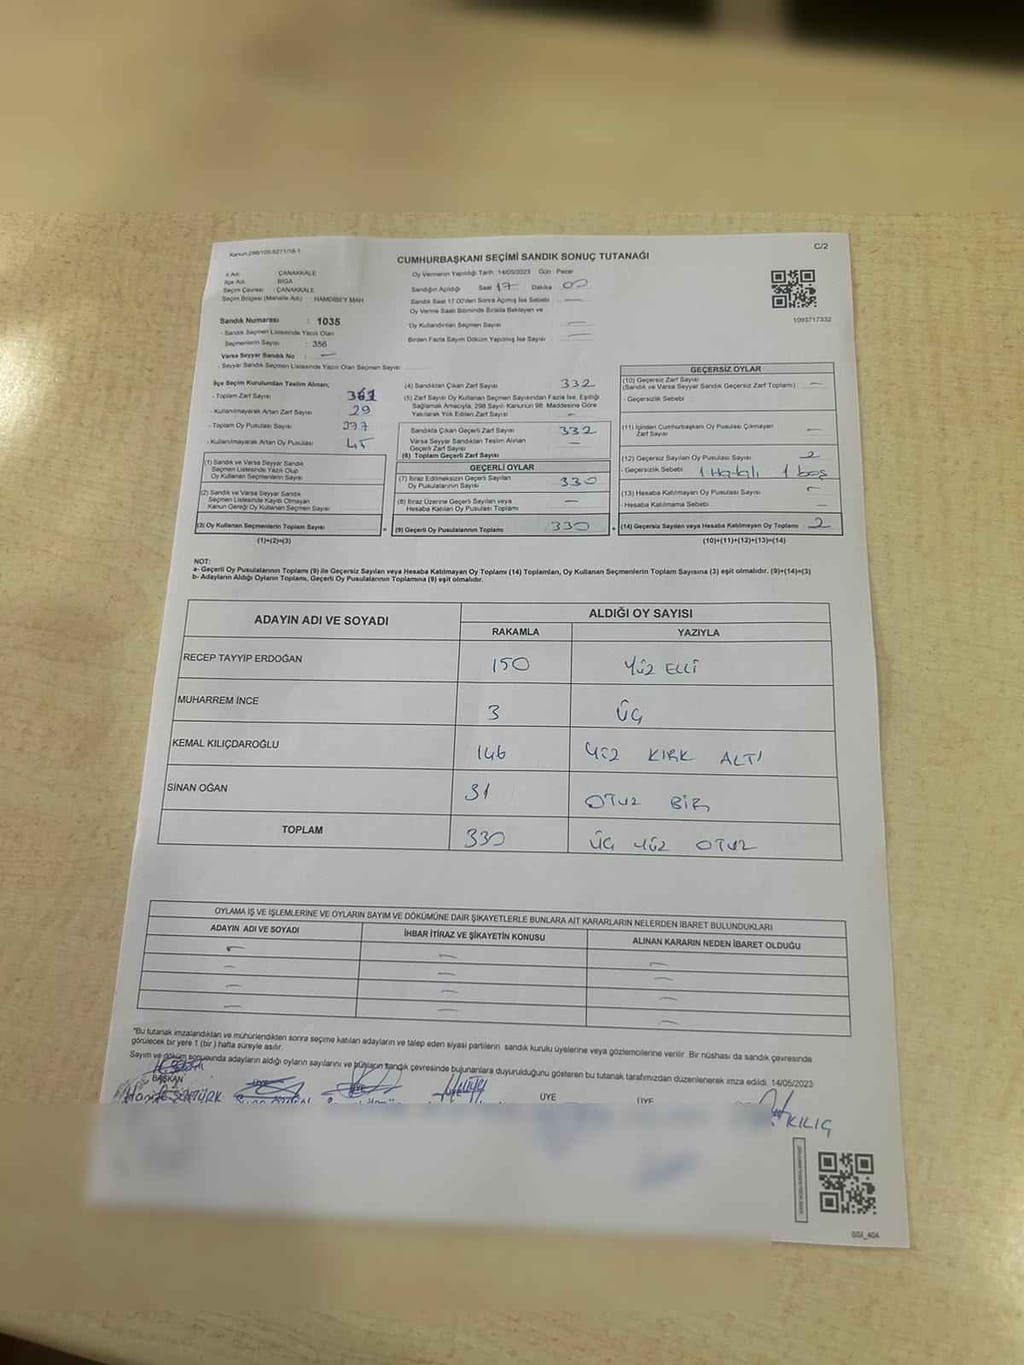 CUMHURBAŞKANI SEÇİMİ SANDIK SONUÇ TUTANAĞI
C/2
İl Adı : ÇANAKKALE
İlçe Adı : BİGA
Seçim Çevresi : ÇANAKKALE
Seçim Bölgesi (Mahalle Adı) : HAMDİBEY MAH
Oy Vermenin Yapıldığı Tarih :14/05/2023 Gün : Pazar
Sandığın Açıldığı Saat 17 Dakika 00
Sandık Saat 17.00'den Sonra Açılmış İse Sebebi —
Oy Verme Saati Bitiminde Sırada Bekleyen ve
Oy Kullandırılan Seçmen Sayısı —
Birden Fazla Sayım Döküm Yapılmış İse Sayısı —
1093717332
Sandık Numarası : 1035
- Sandık Seçmen Listesinde Yazılı Olan
Seçmenlerin Sayısı : 356
Varsa Seyyar Sandık No : —
- Seyyar Sandık Seçmen Listesinde Yazılı Olan Seçmen Sayısı:
İlçe Seçim Kurulundan Teslim Alınan;
- Toplam Zarf Sayısı 361
- Kullanılmayarak Artan Zarf Sayısı 29
- Toplam Oy Pusulası Sayısı 377
- Kullanılmayarak Artan Oy Pusulası 45
(1) Sandık ve Varsa Seyyar Sandık
Seçmen Listesinde Yazılı Olup
Oy Kullanan Seçmenlerin Sayısı
(2) Sandık ve Varsa Seyyar Sandık
Seçmen Listesinde Kayıtlı Olmayan
Kanun Gereği Oy Kullanan Seçmen Sayısı
(3) Oy Kullanan Seçmenlerin Toplam Sayısı
(1)+(2)=(3)
(4) Sandıktan Çıkan Zarf Sayısı 332
(5) Zarf Sayısı Oy Kullanan Seçmen Sayısından Fazla İse, Eşitliği
Sağlamak Amacıyla, 298 Sayılı Kanunun 98. Maddesine Göre
Yakılarak Yok Edilen Zarf Sayısı —
Sandıkta Çıkan Geçerli Zarf Sayısı 332
Varsa Seyyar Sandıktan Teslim Alınan
Geçerli Zarf Sayısı —
(6) Toplam Geçerli Zarf Sayısı
GEÇERLİ OYLAR
(7) İtiraz Edilmeksizin Geçerli Sayılan
Oy Pusulalarının Sayısı 330
(8) İtiraz Üzerine Geçerli Sayılan veya
Hesaba Katılan Oy Pusulası Toplamı —
= (9) Geçerli Oy Pusulalarının Toplamı 330
GEÇERSİZ OYLAR
(10) Geçersiz Zarf Sayısı
(Sandık ve Varsa Seyyar Sandık Geçersiz Zarf Toplamı) —
- Geçersizlik Sebebi
(11) İçinden Cumhurbaşkanı Oy Pusulası Çıkmayan
Zarf Sayısı —
(12) Geçersiz Sayılan Oy Pusulası Sayısı 2
- Geçersizlik Sebebi 1 Hatalı 1 boş
(13) Hesaba Katılmayan Oy Pusulası Sayısı —
- Hesaba Katılmama Sebebi —
+ (14) Geçersiz Sayılan veya Hesaba Katılmayan Oy Toplamı 2
(10)+(11)+(12)+(13)=(14)
NOT:
a- Geçerli Oy Pusulalarının Toplamı (9) ile Geçersiz Sayılan veya Hesaba Katılmayan Oy Toplamı (14) Toplamları, Oy Kullanan Seçmenlerin Toplam Sayısına (3) eşit olmalıdır. (9)+(14)=(3)
b- Adayların Aldığı Oyların Toplamı, Geçerli Oy Pusulalarının Toplamına (9) eşit olmalıdır.
ADAYIN ADI VE SOYADI
ALDIĞI OY SAYISI
RAKAMLA YAZIYLA
RECEP TAYYİP ERDOĞAN 150 YÜZ ELLİ
MUHARREM İNCE 3 ÜÇ
KEMAL KILIÇDAROĞLU 146 YÜZ KIRK ALTI
SİNAN OĞAN 31 OTUZ BİR
TOPLAM 330 ÜÇ YÜZ OTUZ
OYLAMA İŞ VE İŞLEMLERİNE VE OYLARIN SAYIM VE DÖKÜMÜNE DAİR ŞİKAYETLERLE BUNLARA AİT KARARLARIN NELERDEN İBARET BULUNDUKLARI
ADAYIN ADI VE SOYADI İHBAR İTİRAZ VE ŞİKAYETİN KONUSU ALINAN KARARIN NEDEN İBARET OLDUĞU
"Bu tutanak imzalandıktan ve mühürlendikten sonra seçime katılan adayların ve talep eden siyasi partilerin sandık kurulu üyelerine veya gözlemcilerine verilir. Bir nüshası da sandık çevresinde
görülecek bir yere 1 (bir) hafta süreyle asılır.
Sayım ve döküm sonucunda adayların aldığı oyların sayılarını ve bunların sandık çevresinde bulunanlara duyurulduğunu gösteren bu tutanak tarafımızdan düzenlenerek imza edildi. 14/05/2023
BAŞKAN
ÜYE
ÜYE
KILIÇ